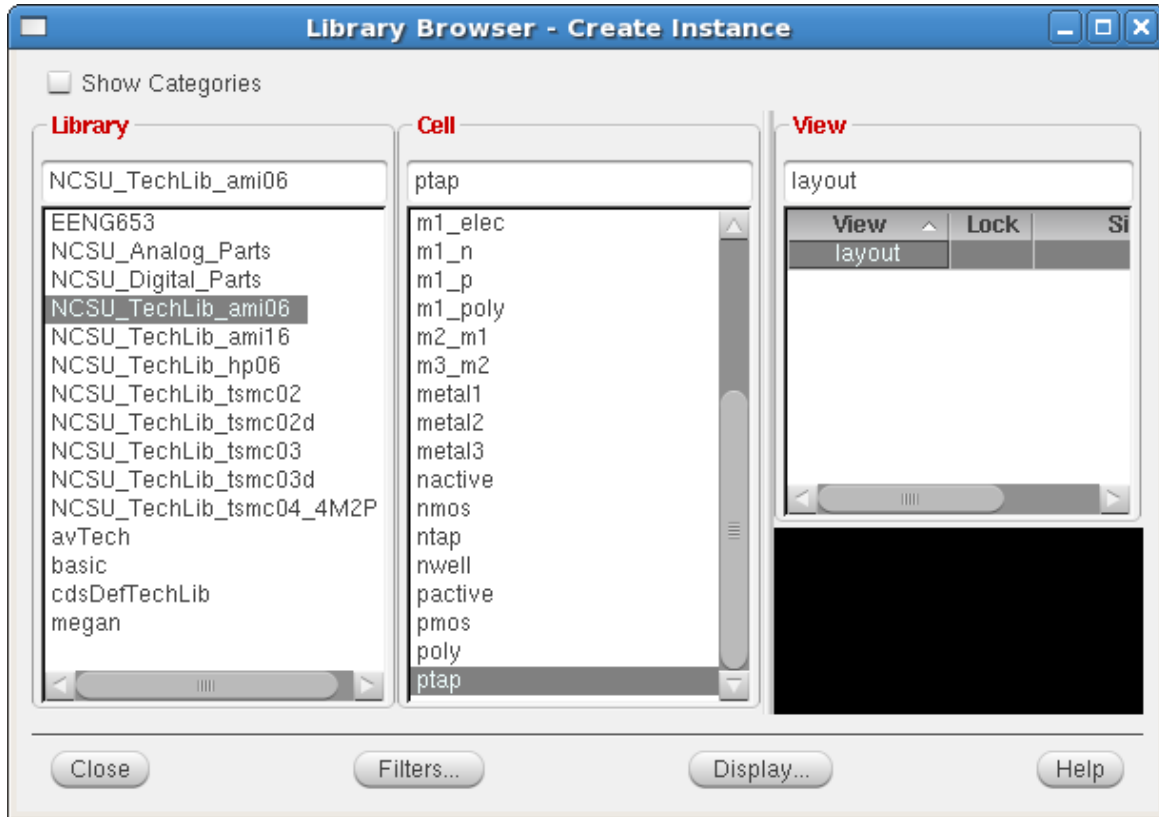 Library Browser - Create Instance
Show Categories
Library
NCSU_TechLib_ami06
EENG653
NCSU_Analog_Parts
NCSU_Digital_Parts
NCSU_TechLib_ami06
NCSU_TechLib_ami16
NCSU_TechLib_hp06
NCSU_TechLib_tsmc02
NCSU_TechLib_tsmc02d
NCSU_TechLib_tsmc03
NCSU_TechLib_tsmc03d
NCSU_TechLib_tsmc04_4M2P
avTech
basic
cdsDefTechLib
megan
Cell
ptap
m1_elec
m1_n
m1_p
m1_poly
m2_m1
m3_m2
metal1
metal2
metal3
nactive
nmos
ntap
nwell
pactive
pmos
poly
ptap
View
layout
View Lock Si
layout
Close Filters... Display... Help